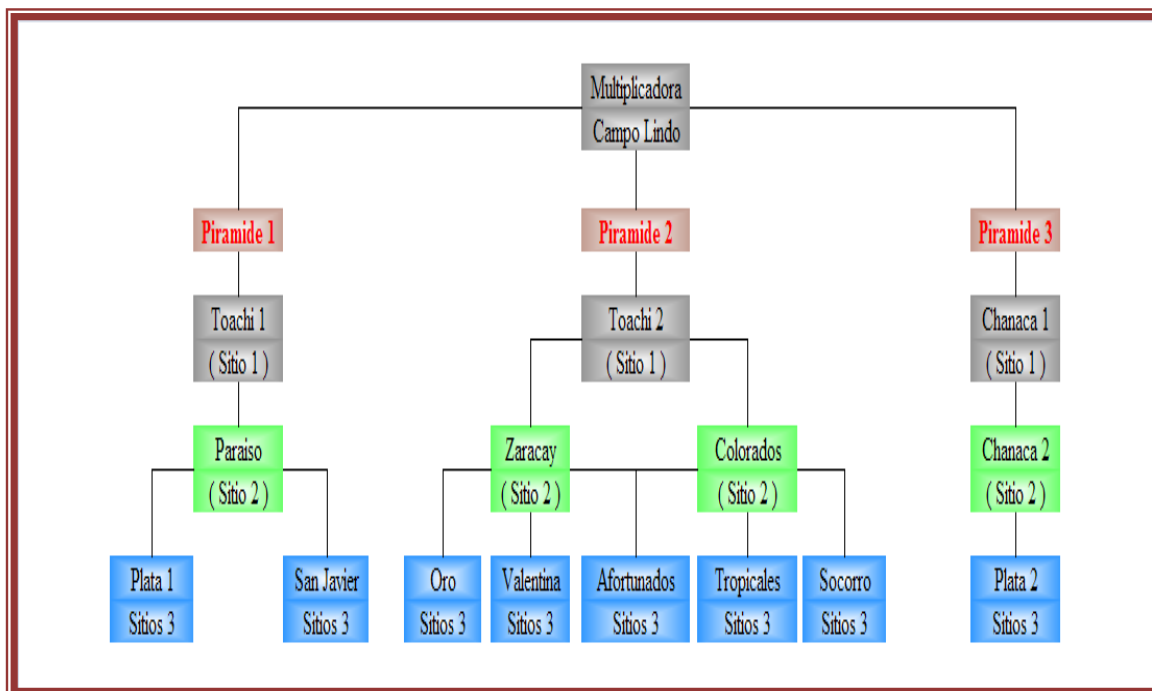 Multiplicadora
Campo Lindo
Piramide 1
Piramide 2
Piramide 3
Toachi 1
( Sitio 1 )
Toachi 2
( Sitio 1 )
Chanaca 1
( Sitio 1 )
Paraiso
( Sitio 2 )
Zaracay
( Sitio 2 )
Colorados
( Sitio 2 )
Chanaca 2
( Sitio 2 )
Plata 1
Sitios 3
San Javier
Sitios 3
Oro
Sitios 3
Valentina
Sitios 3
Afortunados
Sitios 3
Tropicales
Sitios 3
Socorro
Sitios 3
Plata 2
Sitios 3